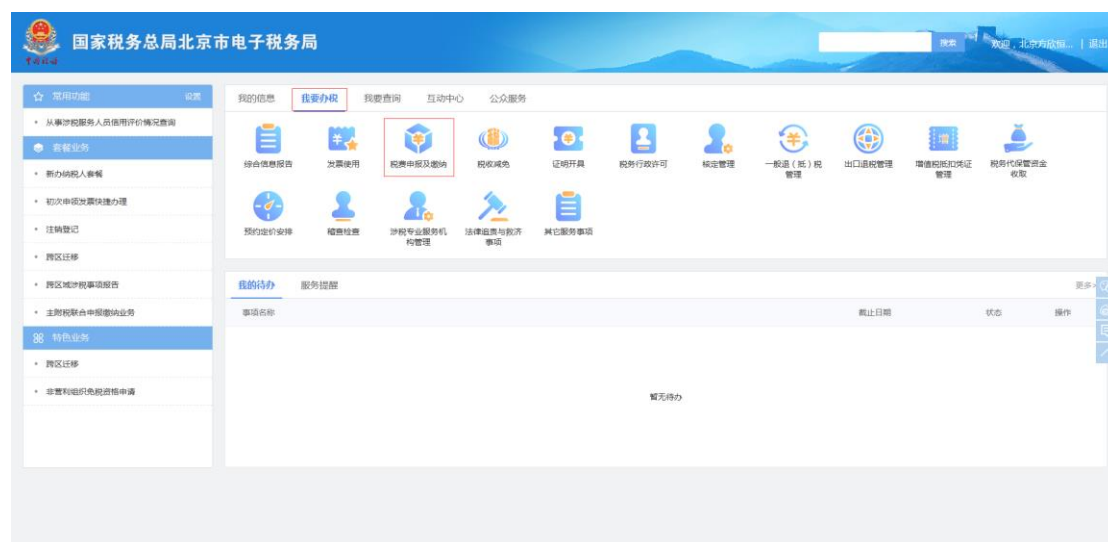 国家税务总局北京市电子税务局
搜索
欢迎，北京方欣恒... | 退出
常用功能 设置
从事涉税服务人员信用评价情况查询
套餐业务
新办纳税人套餐
初次申领发票快捷办理
注销登记
跨区迁移
跨区域涉税事项报告
主附税联合申报缴纳业务
特色业务
跨区迁移
非营利组织免税资格申请
我的信息 我要办税 我要查询 互动中心 公众服务
综合信息报告 发票使用 税费申报及缴纳 税收减免 证明开具 税务行政许可 核定管理 一般退（抵）税管理 出口退税管理 增值税抵扣凭证管理 税务代保管资金收取
预约定价安排 稽查检查 涉税专业服务机构管理 法律追责与救济事项 其它服务事项
我的待办 服务提醒 更多
事项名称 截止日期 状态 操作
暂无待办